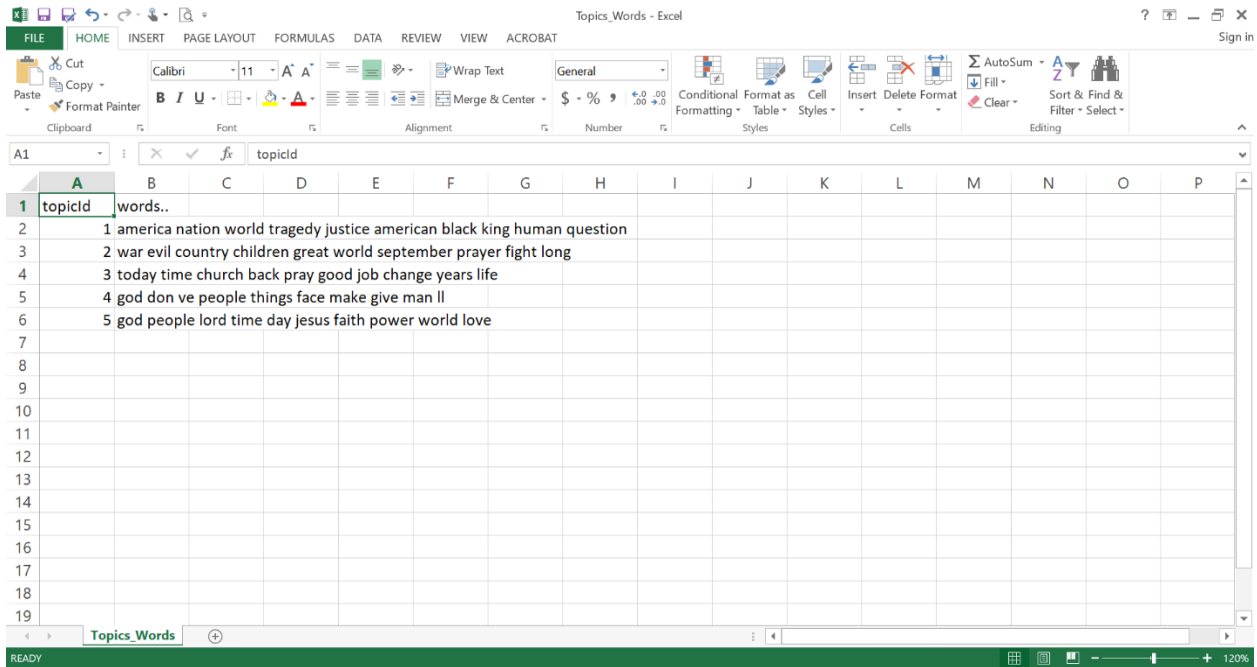 Topics_Words - Excel
?
FILE HOME INSERT PAGE LAYOUT FORMULAS DATA REVIEW VIEW ACROBAT
Sign in
Paste
Cut
Copy
Format Painter
Clipboard
Calibri 11 A A
B I U A
Font
Wrap Text
Merge & Center
Alignment
General
$ % , .0 .00 .00 .0
Number
Conditional Formatting
Format as Table
Cell Styles
Styles
Insert Delete Format
Cells
AutoSum
Fill
Clear
Sort & Filter
Find & Select
Editing
A1 fx topicId
A B C D E F G H I J K L M N O P
1 topicId words..
2 1 america nation world tragedy justice american black king human question
3 2 war evil country children great world september prayer fight long
4 3 today time church back pray good job change years life
5 4 god don ve people things face make give man ll
6 5 god people lord time day jesus faith power world love
7
8
9
10
11
12
13
14
15
16
17
18
19
Topics_Words
READY
120%